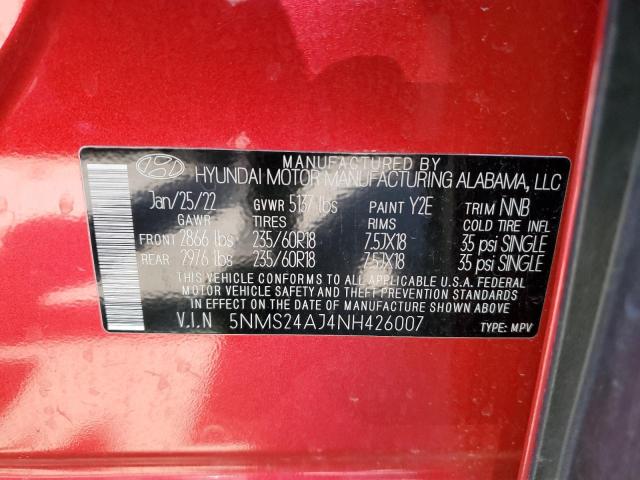 MANUFACTURED BY
HYUNDAI MOTOR MANUFACTURING ALABAMA, LLC
Jan/25/22 GVWR 5137 lbs PAINT Y2E TRIM NNB
GAWR TIRES RIMS COLD TIRE INFL
FRONT 2866 lbs 235/60R18 7.5JX18 35 psi SINGLE
REAR 2976 lbs 235/60R18 7.5JX18 35 psi SINGLE
THIS VEHICLE CONFORMS TO ALL APPLICABLE U.S.A. FEDERAL
MOTOR VEHICLE SAFETY AND THEFT PREVENTION STANDARDS
IN EFFECT ON THE DATE OF MANUFACTURE SHOWN ABOVE.
V.I.N 5NMS24AJ4NH426007 TYPE: MPV